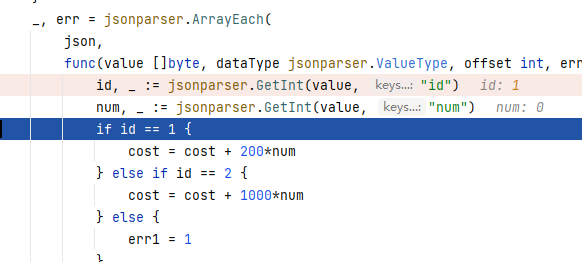 _, err = jsonparser.ArrayEach(
json,
func(value []byte, dataType jsonparser.ValueType, offset int, err
id, _ := jsonparser.GetInt(value, keys...: "id") id: 1
num, _ := jsonparser.GetInt(value, keys...: "num") num: 0
if id == 1 {
cost = cost + 200*num
} else if id == 2 {
cost = cost + 1000*num
} else {
err1 = 1
}